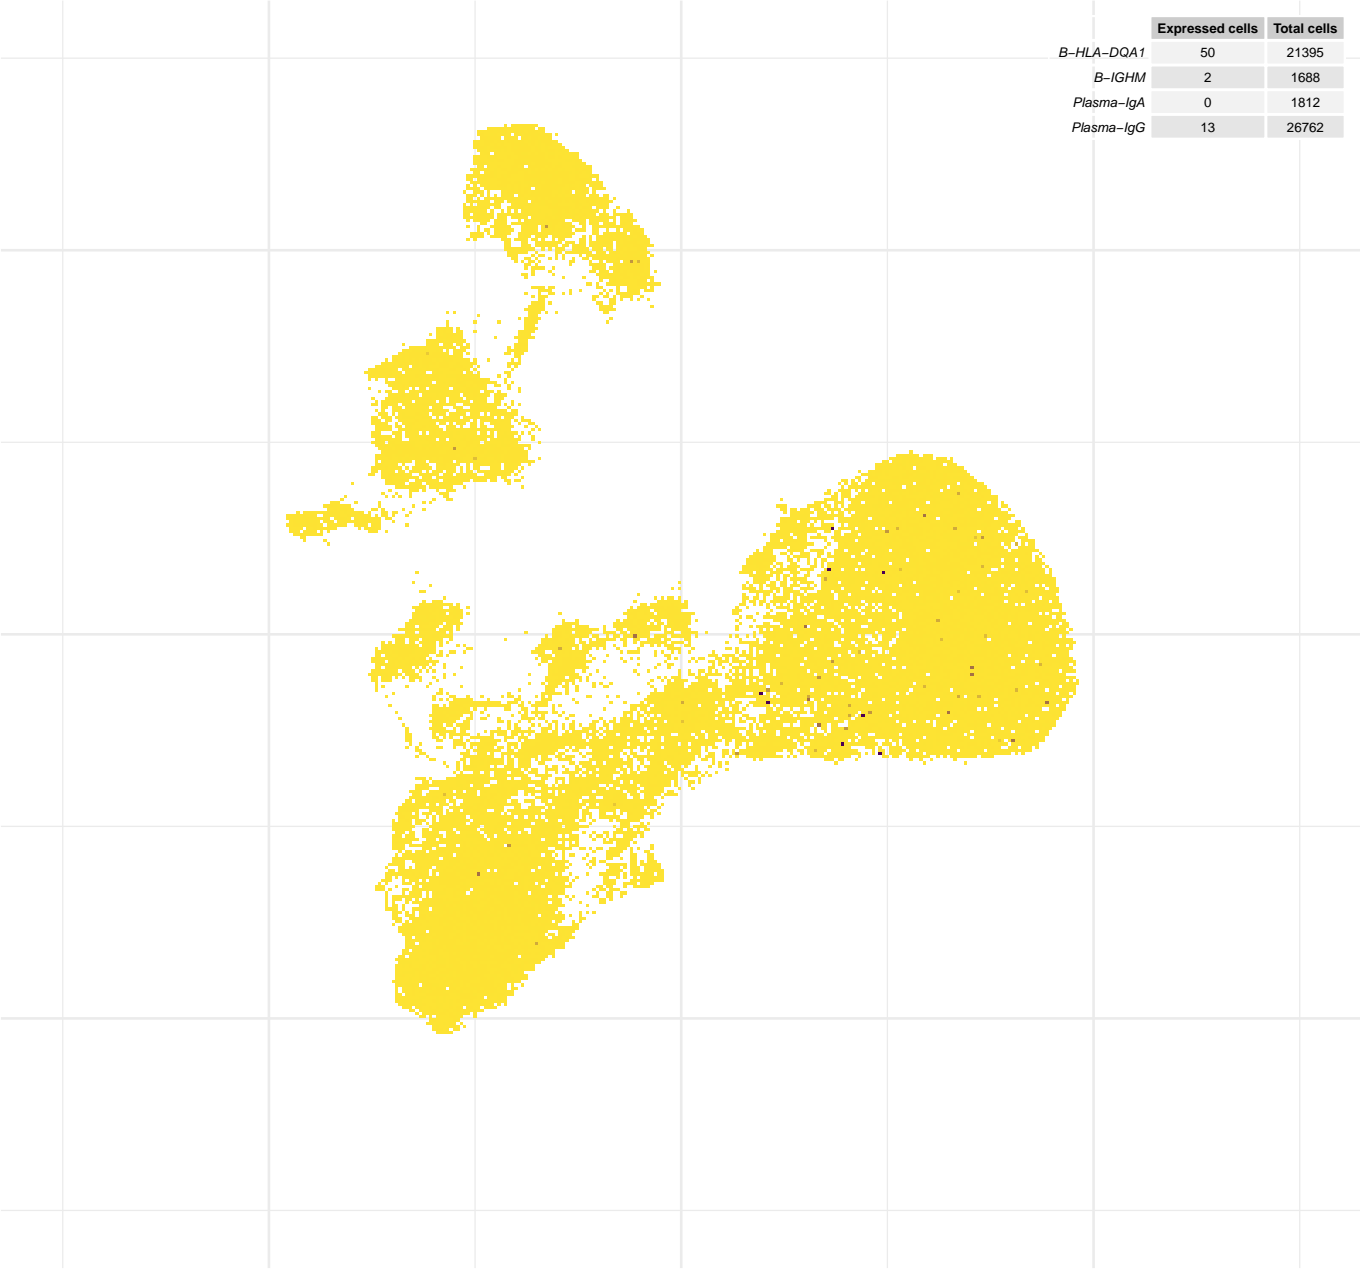 Expressed cells Total cells
B−HLA−DQA1 50 21395
B−IGHM 2 1688
Plasma−IgA 0 1812
Plasma−IgG 13 26762